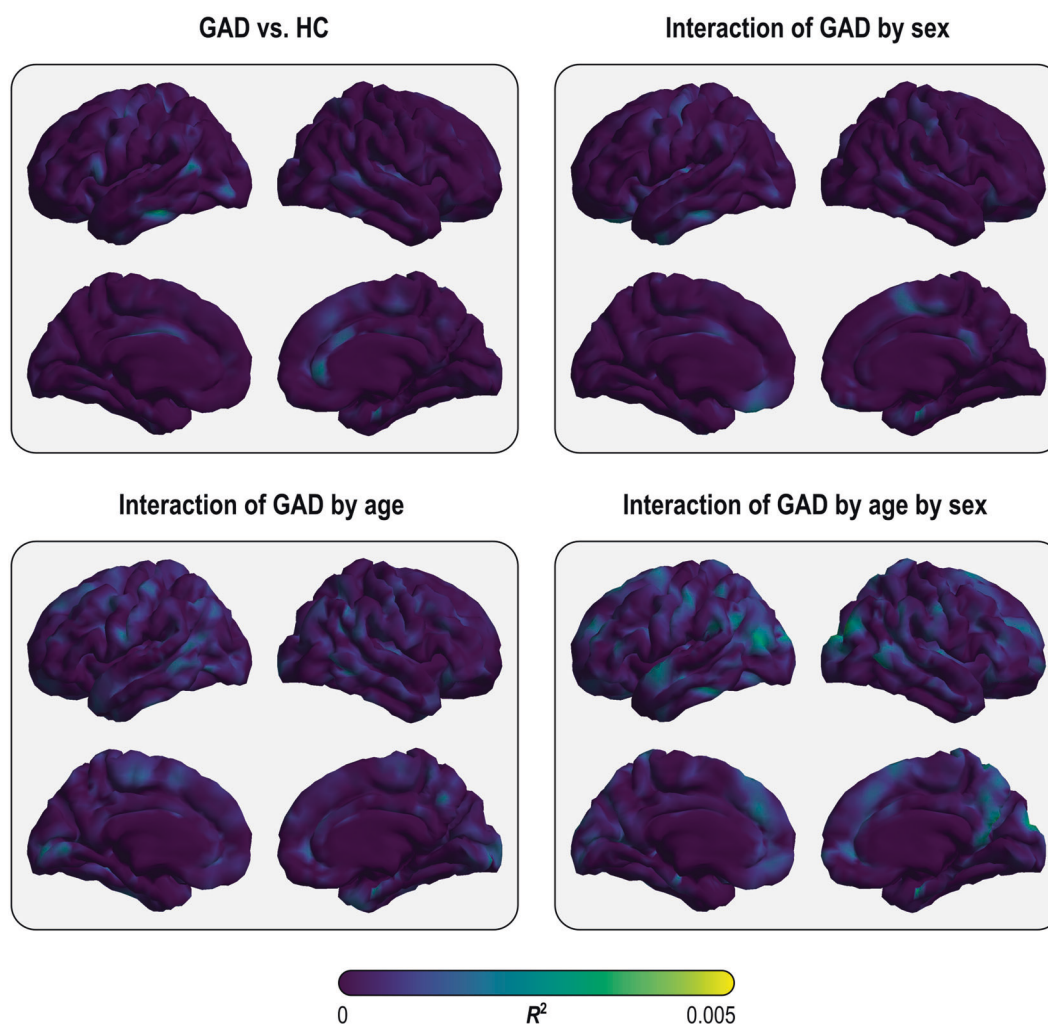 GAD vs. HC
Interaction of GAD by sex
Interaction of GAD by age
Interaction of GAD by age by sex
0
R²
0.005